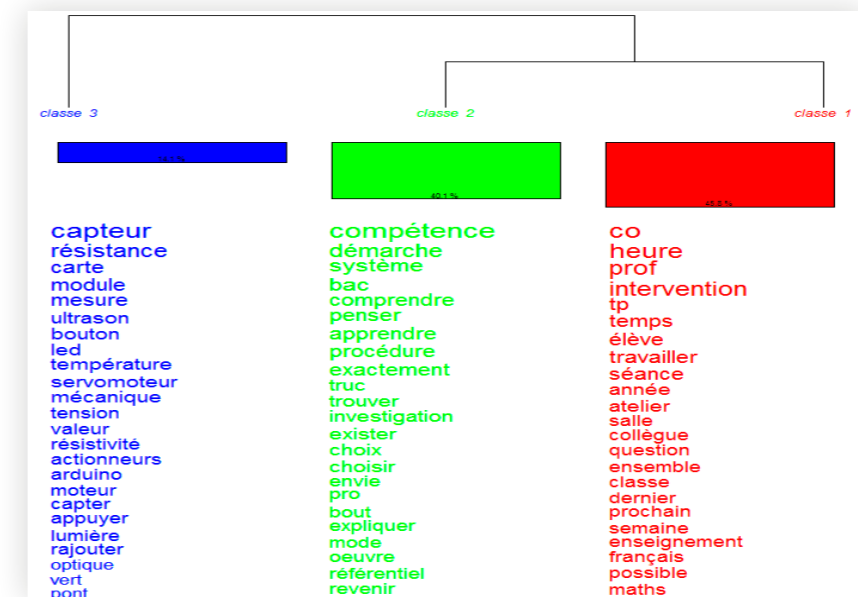 classe 3
classe 2
classe 1
40.1 %
capteur
résistance
carte
module
mesure
ultrason
bouton
led
température
servomoteur
mécanique
tension
valeur
résistivité
actionneurs
arduino
moteur
capter
appuyer
lumière
rajouter
optique
vert
pont
compétence
démarche
système
bac
comprendre
penser
apprendre
procédure
exactement
truc
trouver
investigation
exister
choix
choisir
envie
pro
bout
expliquer
mode
oeuvre
référentiel
revenir
co
heure
prof
intervention
tp
temps
élève
travailler
séance
année
atelier
salle
collègue
question
ensemble
classe
dernier
prochain
semaine
enseignement
français
possible
maths